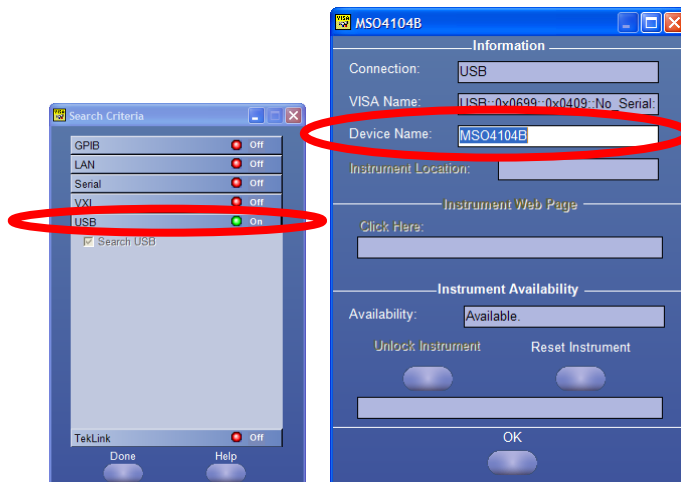 Search Criteria
GPIB Off
LAN Off
Serial Off
VXI Off
USB On
Search USB
TekLink Off
Done Help
VISA MSO4104B
Information
Connection: USB
VISA Name: USB::0x0699::0x0409::No_Serial:
Device Name: MSO4104B
Instrument Location:
Instrument Web Page
Click Here:
Instrument Availability
Availability: Available.
Unlock Instrument Reset Instrument
OK